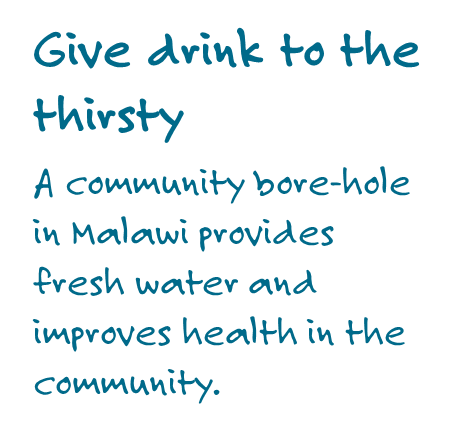 Give drink to the
thirsty
A community bore-hole
in Malawi provides
fresh water and
improves health in the
community.